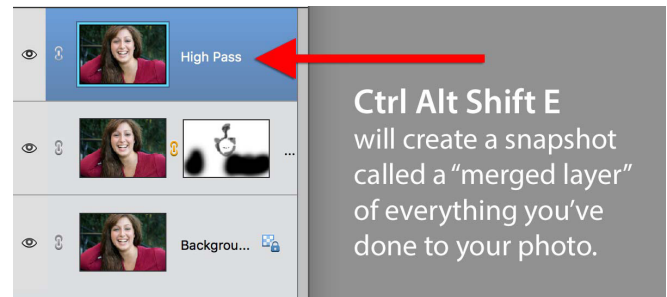 High Pass
...
Backgrou...
Ctrl Alt Shift E
will create a snapshot
called a “merged layer”
of everything you’ve
done to your photo.